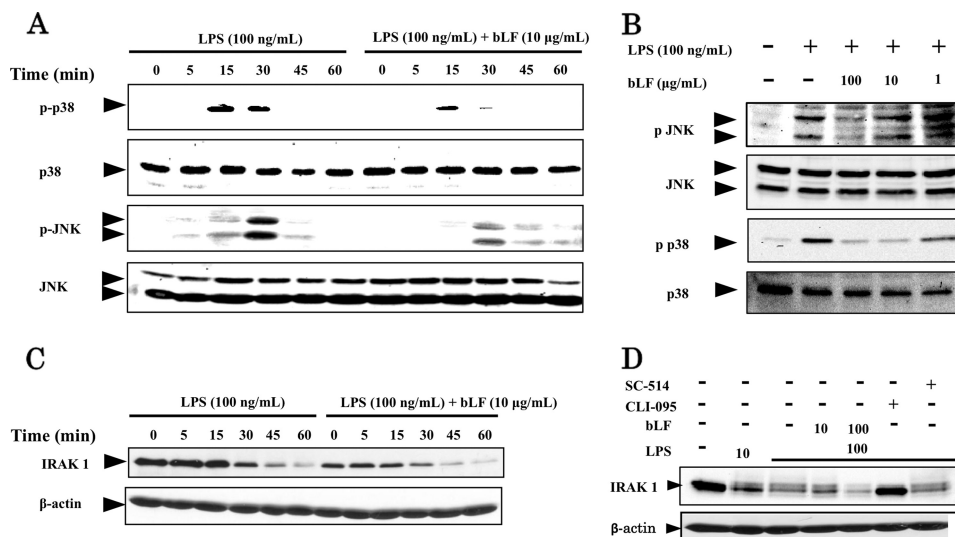 A
LPS (100 ng/mL)
LPS (100 ng/mL) + bLF (10 μg/mL)
Time (min)
0 5 15 30 45 60 0 5 15 30 45 60
p-p38
p38
p-JNK
JNK
B
LPS (100 ng/mL) - + + + +
bLF (μg/mL) - - 100 10 1
p JNK
JNK
p p38
p38
C
LPS (100 ng/mL)
LPS (100 ng/mL) + bLF (10 μg/mL)
Time (min)
0 5 15 30 45 60 0 5 15 30 45 60
IRAK 1
β-actin
D
SC-514 - - - - - - +
CLI-095 - - - - - + -
bLF - - - 10 100 - -
LPS - 10 100
IRAK 1
β-actin